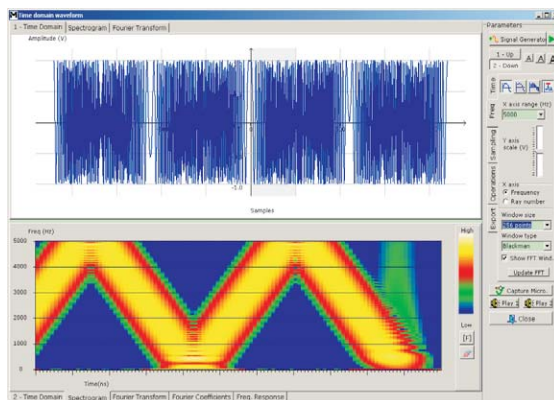 Time domain waveform
1 - Time Domain Spectrogram Fourier Transform
Amplitude (V)
-1.0
Samples
Freq (Hz)
5000
4000
3000
2000
1000
0
Time(ns)
High
Low
[F]
2 - Time Domain Spectrogram Fourier Transform Fourier Coefficients Freq. Response
Parameters
Signal Generator
1 - Up
2 - Down
Time
Freq
Sampling
Operations
Export
X axis range (Hz)
5000
Y axis
scale (V)
X axis
Frequency
Ray number
Window size
256 points
Window type
Blackman
Show FFT Wind.
Update FFT
Capture Micro.
Play 1
Play 2
Close